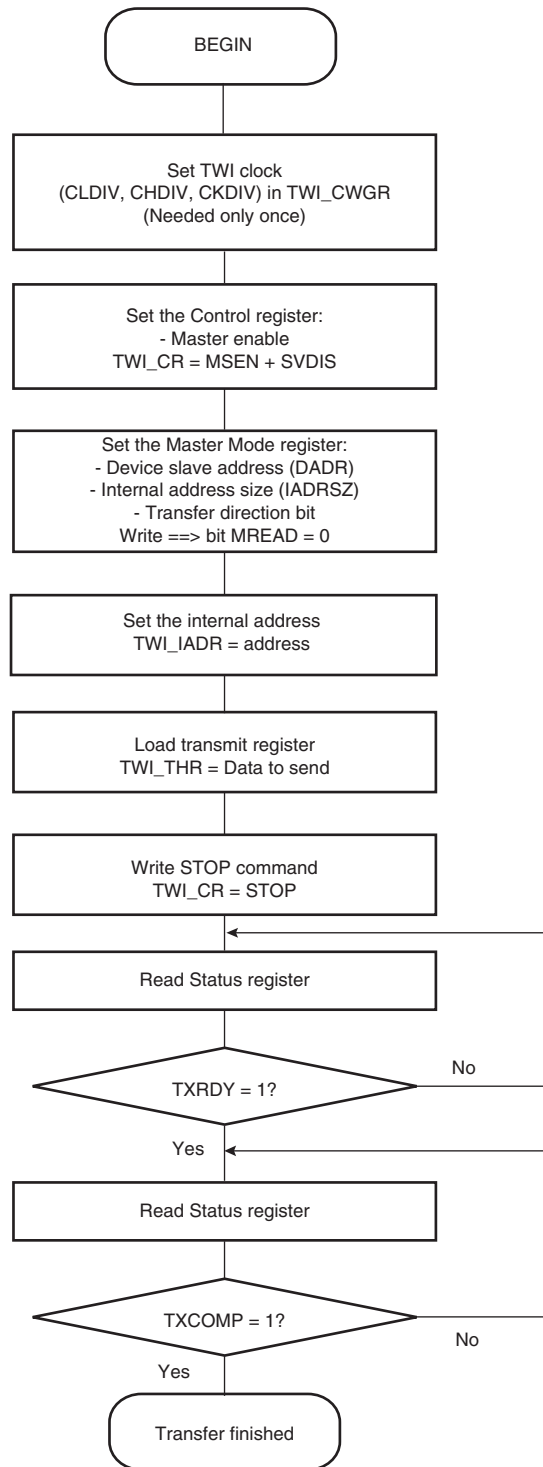 BEGIN
Set TWI clock
(CLDIV, CHDIV, CKDIV) in TWI_CWGR
(Needed only once)
Set the Control register:
- Master enable
TWI_CR = MSEN + SVDIS
Set the Master Mode register:
- Device slave address (DADR)
- Internal address size (IADRSZ)
- Transfer direction bit
Write ==> bit MREAD = 0
Set the internal address
TWI_IADR = address
Load transmit register
TWI_THR = Data to send
Write STOP command
TWI_CR = STOP
Read Status register
TXRDY = 1?
No
Yes
Read Status register
TXCOMP = 1?
No
Yes
Transfer finished